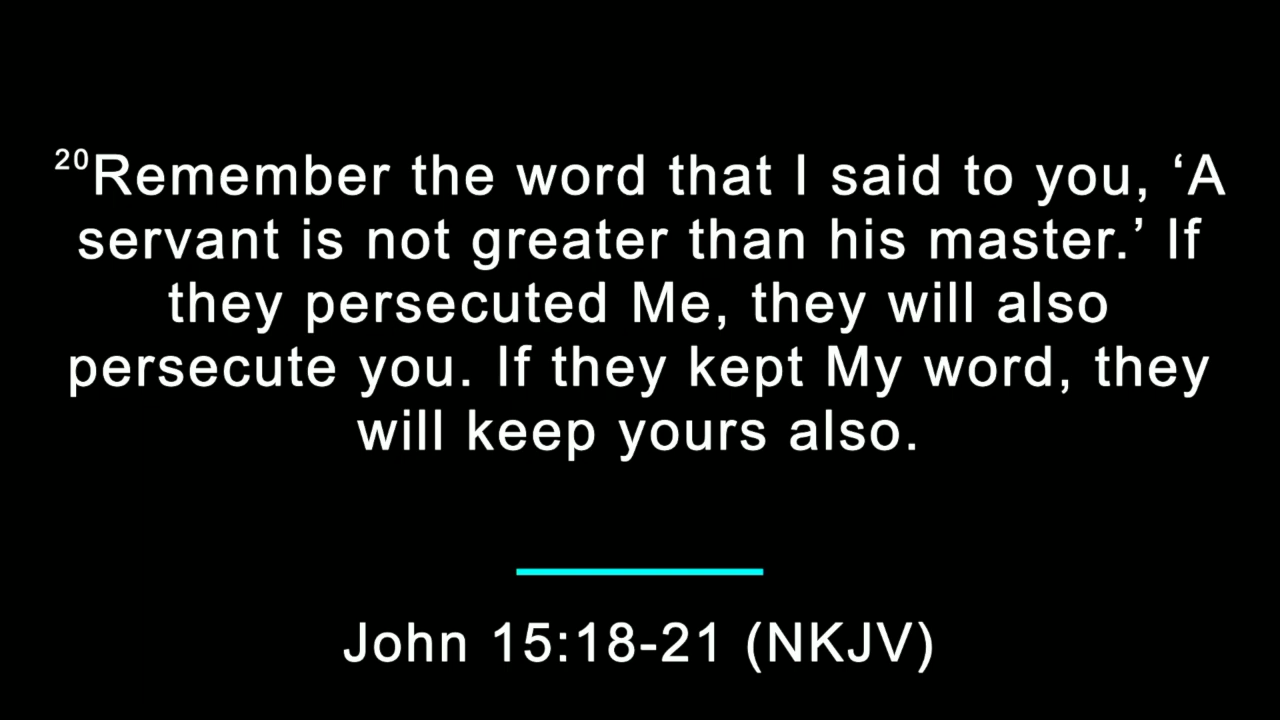 20Remember the word that I said to you, ‘A
servant is not greater than his master.’ If
they persecuted Me, they will also
persecute you. If they kept My word, they
will keep yours also.
John 15:18-21 (NKJV)